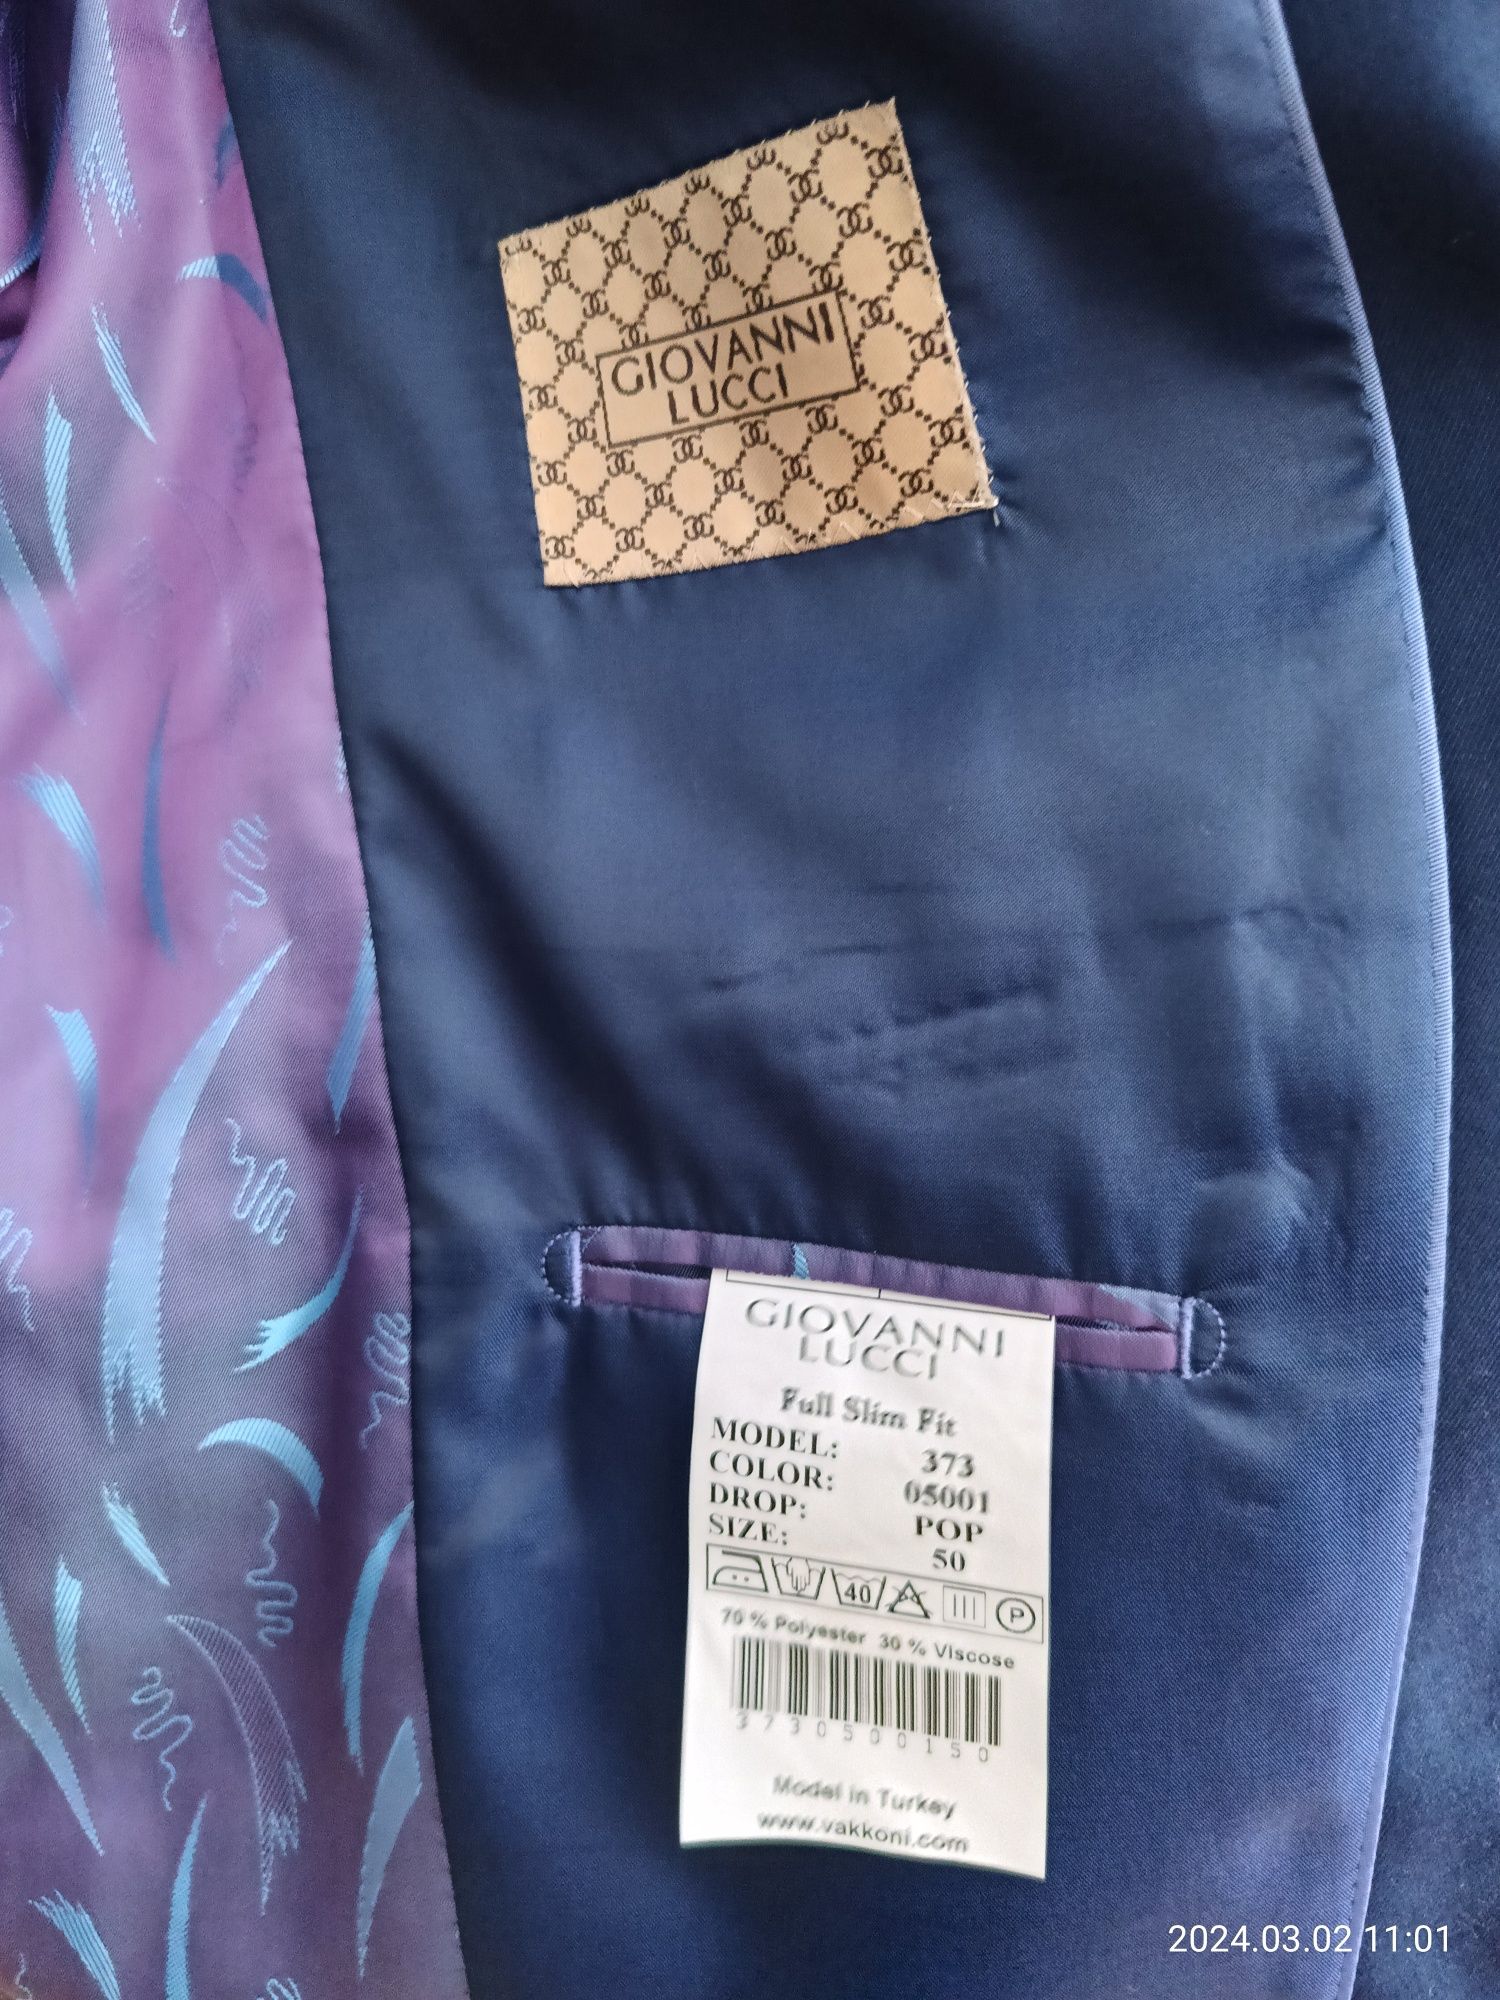 GIOVANNI
LUCCI
GIOVANNI
LUCCI
Full Slim Fit
MODEL: 373
COLOR: 05001
DROP: POP
SIZE: 50
40
P
70 % Polyester 30 % Viscose
3730500150
Model in Turkey
www.vakkoni.com
2024.03.02 11:01